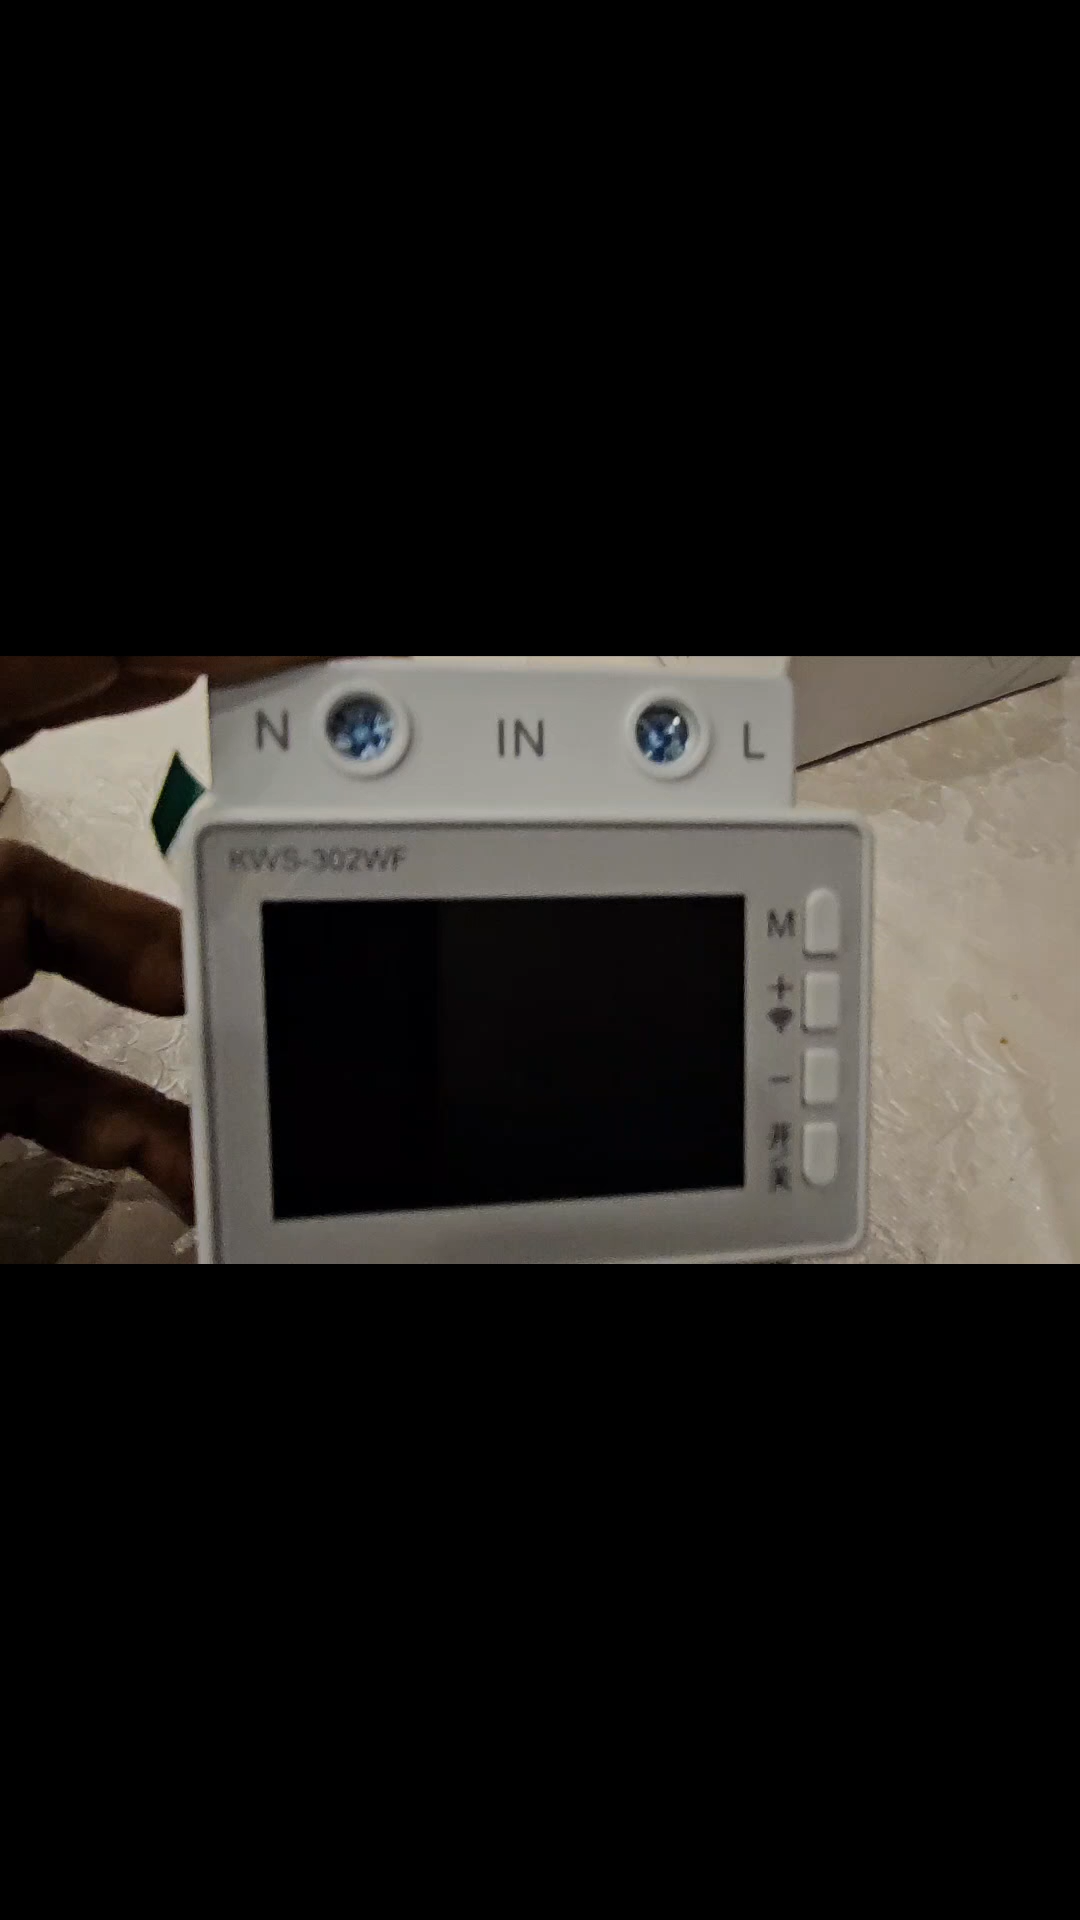 N IN L
KWS-302WF
M
+
−
开/关